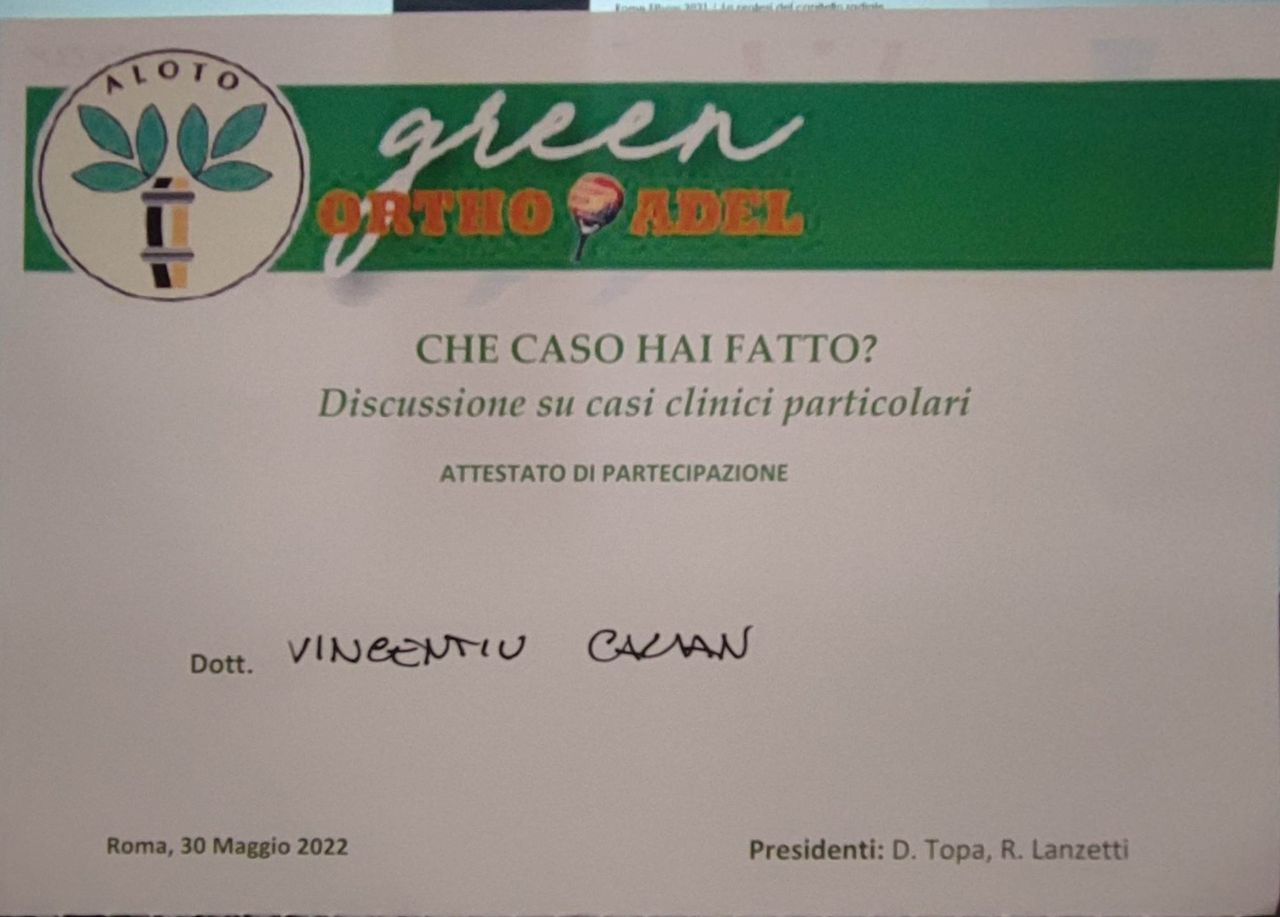 ALOTO
green
ORTHO PADEL
CHE CASO HAI FATTO?
Discussione su casi clinici particolari
ATTESTATO DI PARTECIPAZIONE
Dott. VINCENTIU
Roma, 30 Maggio 2022
Presidenti: D. Topa, R. Lanzetti